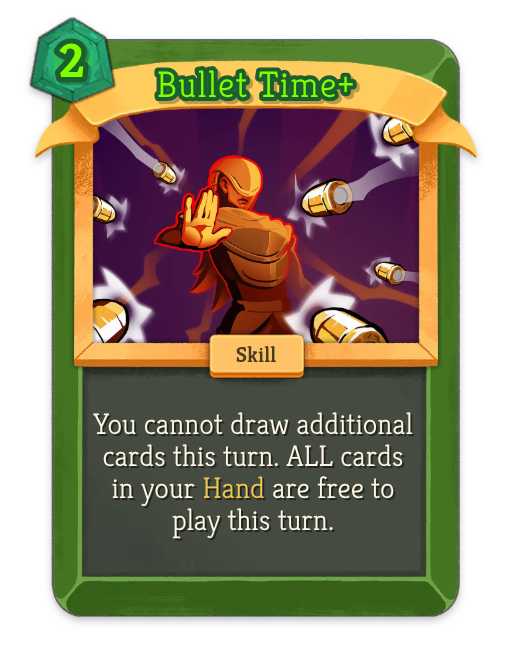 2
Bullet Time+
Skill
You cannot draw additional
cards this turn. ALL cards
in your Hand are free to
play this turn.